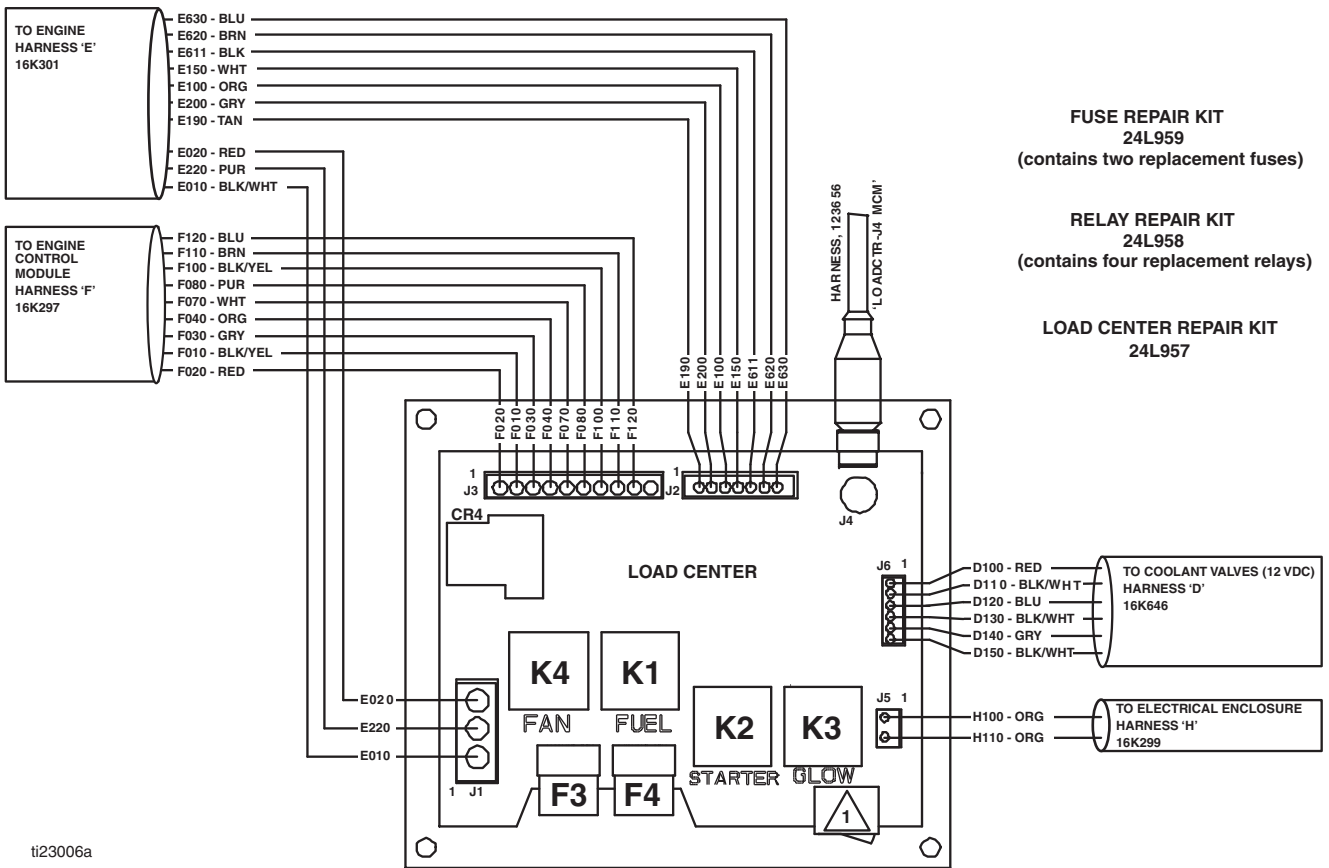 TO ENGINE
HARNESS ‘E’
16K301
E630 - BLU
E620 - BRN
E611 - BLK
E150 - WHT
E100 - ORG
E200 - GRY
E190 - TAN
E020 - RED
E220 - PUR
E010 - BLK/WHT
TO ENGINE
CONTROL
MODULE
HARNESS ‘F’
16K297
F120 - BLU
F110 - BRN
F100 - BLK/YEL
F080 - PUR
F070 - WHT
F040 - ORG
F030 - GRY
F010 - BLK/YEL
F020 - RED
FUSE REPAIR KIT
24L959
(contains two replacement fuses)
RELAY REPAIR KIT
24L958
(contains four replacement relays)
LOAD CENTER REPAIR KIT
24L957
HARNESS, 123656
‘LOADCTR-J4 MCM’
F020
F010
F030
F040
F070
F080
F100
F110
F120
E190
E200
E100
E150
E611
E620
E630
1
J3
1
J2
J4
CR4
LOAD CENTER
J6 1
D100 - RED
D110 - BLK/WHT
D120 - BLU
D130 - BLK/WHT
D140 - GRY
D150 - BLK/WHT
TO COOLANT VALVES (12 VDC)
HARNESS ‘D’
16K646
K4
FAN
K1
FUEL
K2
STARTER
K3
GLOW
J5 1
H100 - ORG
H110 - ORG
TO ELECTRICAL ENCLOSURE
HARNESS ‘H’
16K299
E020
E220
E010
1 J1
F3
F4
1
ti23006a